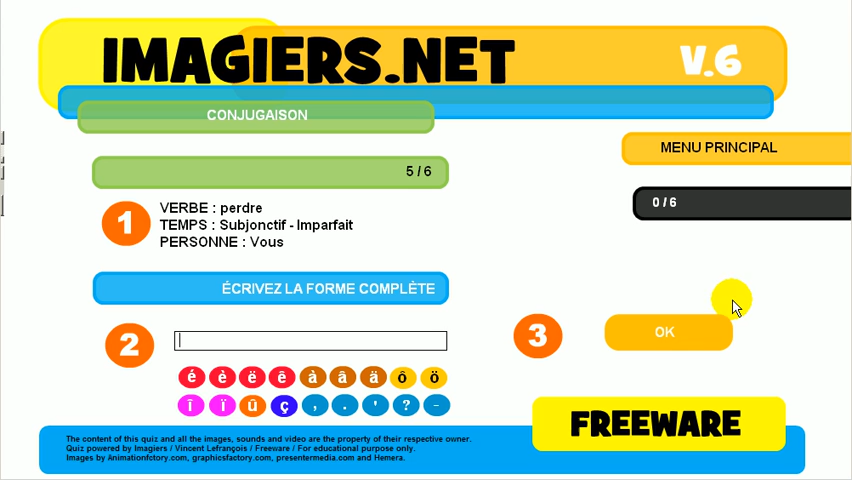 IMAGIERS.NET
V.6
CONJUGAISON
MENU PRINCIPAL
5 / 6
0 / 6
1
VERBE : perdre
TEMPS : Subjonctif - Imparfait
PERSONNE : Vous
ÉCRIVEZ LA FORME COMPLÈTE
2
3
OK
é è ë ê à â ä ô ö
î ï û ç , . ' ? -
FREEWARE
The content of this quiz and all the images, sounds and video are the property of their respective owner.
Quiz powered by Imagiers / Vincent Lefrançois / Freeware / For educational purpose only.
Images by Animationfctory.com, graphicsfactory.com, presentermedia.com and Hemera.